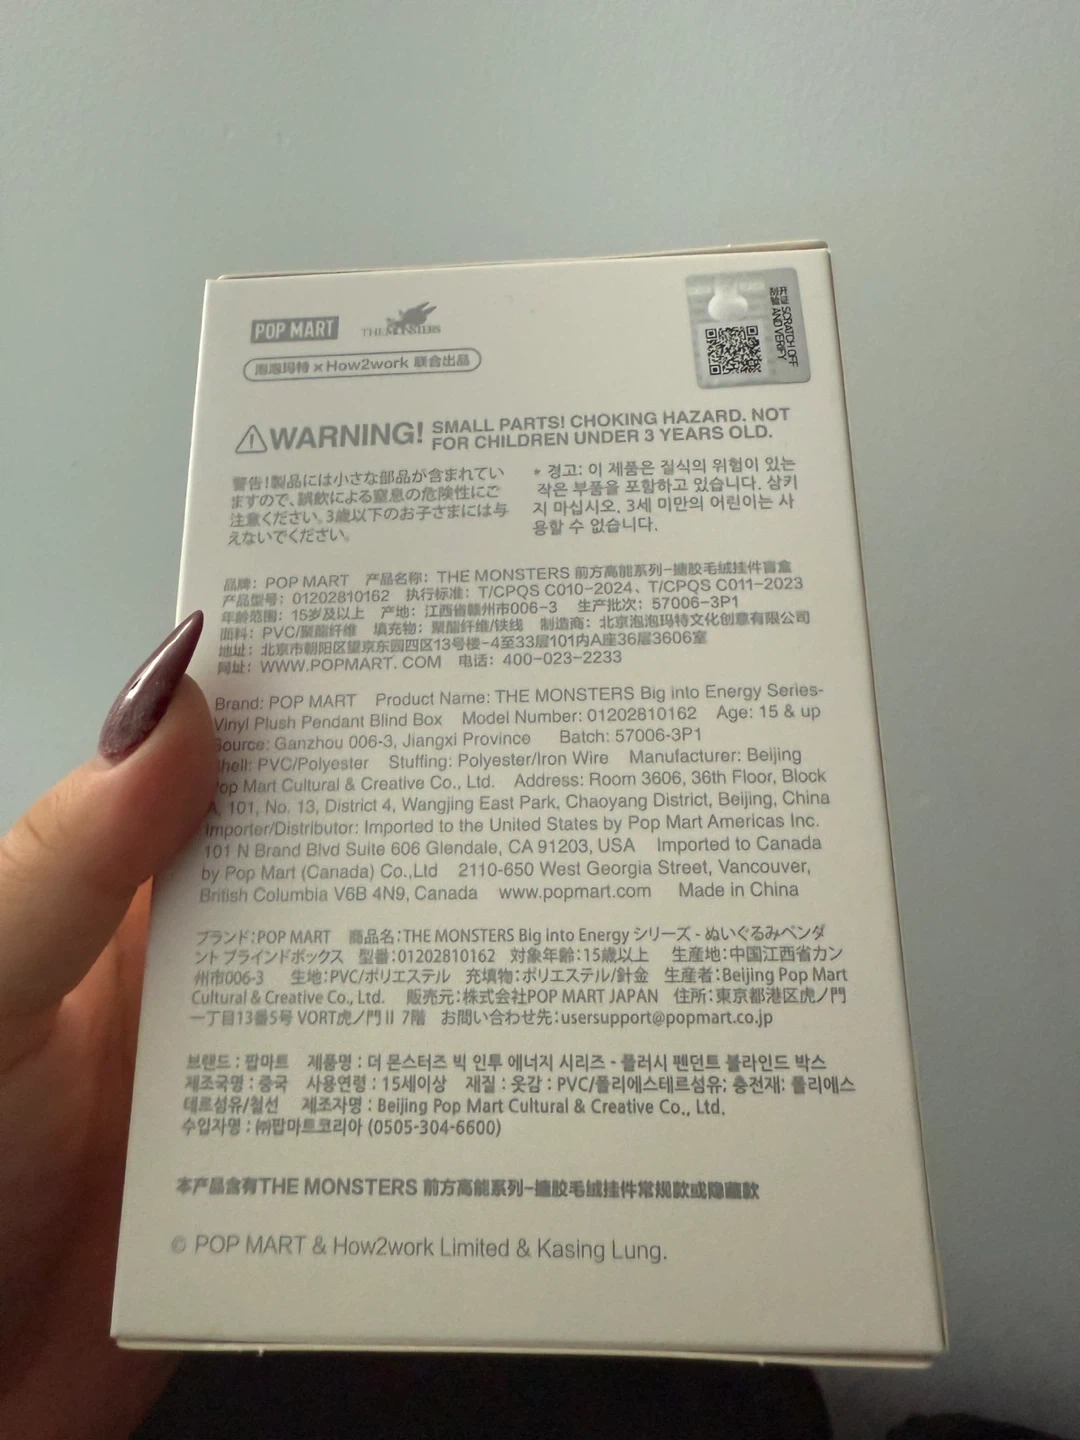 POP MART
THE MONSTERS
泡泡玛特 × How2work 联合出品
刮开验证 SCRATCH OFF AND VERIFY
WARNING! SMALL PARTS! CHOKING HAZARD. NOT
FOR CHILDREN UNDER 3 YEARS OLD.
警告!製品には小さな部品が含まれてい
ますので、誤飲による窒息の危険性にご
注意ください。3歳以下のお子さまには与
えないでください。
* 경고: 이 제품은 질식의 위험이 있는
작은 부품을 포함하고 있습니다. 삼키
지 마십시오. 3세 미만의 어린이는 사
용할 수 없습니다.
品牌: POP MART 产品名称: THE MONSTERS 前方高能系列-搪胶毛绒挂件盲盒
产品型号: 01202810162 执行标准: T/CPQS C010-2024、T/CPQS C011-2023
年龄范围: 15岁及以上 产地: 江西省赣州市006-3 生产批次: 57006-3P1
面料: PVC/聚酯纤维 填充物: 聚酯纤维/铁线 制造商: 北京泡泡玛特文化创意有限公司
地址: 北京市朝阳区望京东园四区13号楼-4至33层101内A座36层3606室
网址: WWW.POPMART.COM 电话: 400-023-2233
Brand: POP MART Product Name: THE MONSTERS Big into Energy Series-
Vinyl Plush Pendant Blind Box Model Number: 01202810162 Age: 15 & up
Source: Ganzhou 006-3, Jiangxi Province Batch: 57006-3P1
Shell: PVC/Polyester Stuffing: Polyester/Iron Wire Manufacturer: Beijing
Pop Mart Cultural & Creative Co., Ltd. Address: Room 3606, 36th Floor, Block
A, 101, No. 13, District 4, Wangjing East Park, Chaoyang District, Beijing, China
Importer/Distributor: Imported to the United States by Pop Mart Americas Inc.
101 N Brand Blvd Suite 606 Glendale, CA 91203, USA Imported to Canada
by Pop Mart (Canada) Co.,Ltd 2110-650 West Georgia Street, Vancouver,
British Columbia V6B 4N9, Canada www.popmart.com Made in China
ブランド:POP MART 商品名:THE MONSTERS Big into Energy シリーズ - ぬいぐるみペンダ
ント ブラインドボックス 型番:01202810162 対象年齢:15歳以上 生産地:中国江西省カン
州市006-3 生地:PVC/ポリエステル 充填物:ポリエステル/針金 生産者:Beijing Pop Mart
Cultural & Creative Co., Ltd. 販売元:株式会社POP MART JAPAN 住所:東京都港区虎ノ門
一丁目13番5号 VORT虎ノ門Ⅱ 7階 お問い合わせ先:usersupport@popmart.co.jp
브랜드 : 팝마트 제품명 : 더 몬스터즈 빅 인투 에너지 시리즈 - 플러시 펜던트 블라인드 박스
제조국명 : 중국 사용연령 : 15세이상 재질 : 옷감 : PVC/폴리에스테르섬유; 충전재: 폴리에스
테르섬유/철선 제조자명 : Beijing Pop Mart Cultural & Creative Co., Ltd.
수입자명 : ㈜팝마트코리아 (0505-304-6600)
本产品含有THE MONSTERS 前方高能系列-搪胶毛绒挂件常规款或隐藏款
© POP MART & How2work Limited & Kasing Lung.